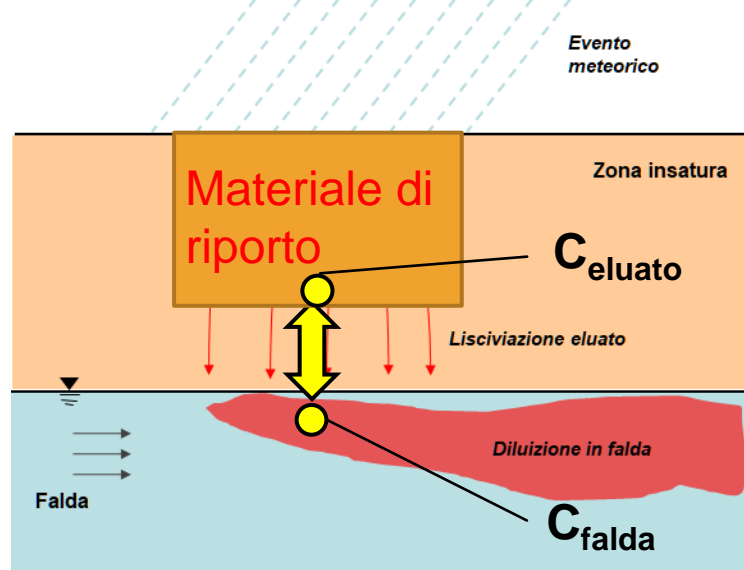 Evento
meteorico
Materiale di
riporto
Zona insatura
Celuato
Lisciviazione eluato
Diluizione in falda
Falda
Cfalda